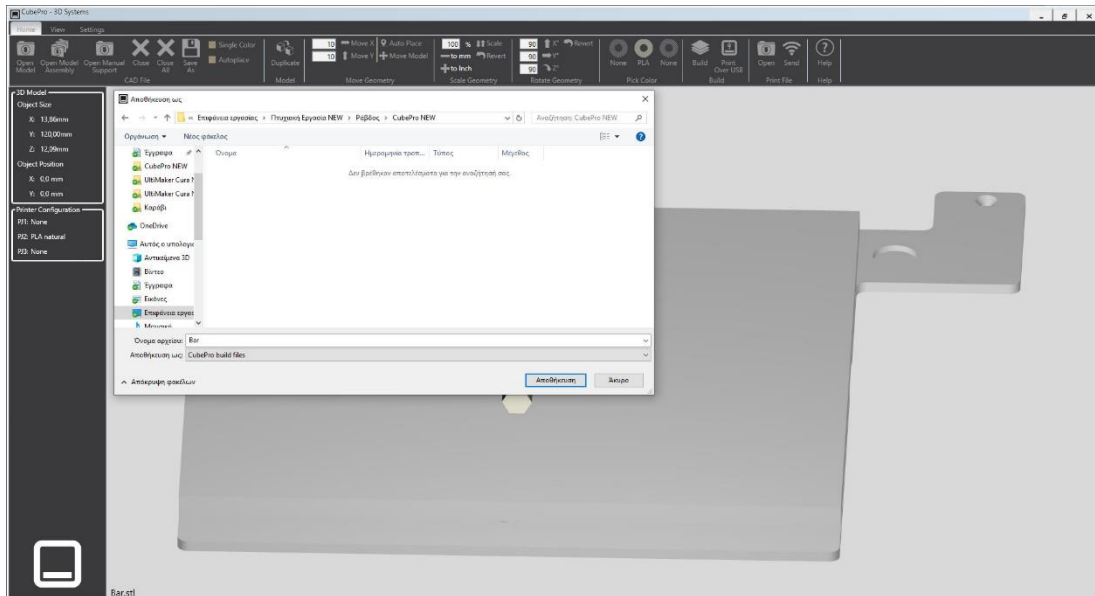 CubePro - 3D Systems
Home View Settings
Open Model
Open Model Assembly
Open Manual Support
Close
Close All
Save As
CAD File
Single Color
Autoplace
Duplicate
Model
10 Move X Auto Place
10 Move Y Move Model
Move Geometry
100 % Scale
to mm Revert
to Inch
Scale Geometry
90 X° Revert
90 Y°
90 Z°
Rotate Geometry
None PLA None
Pick Color
Build
Print Over USB
Build
Open Send
Print File
Help
Help
3D Model
Object Size
X: 13,86mm
Y: 120,00mm
Z: 12,09mm
Object Position
X: 0,0 mm
Y: 0,0 mm
Printer Configuration
PJ1: None
PJ2: PLA natural
PJ3: None
Αποθήκευση ως
« Επιφάνεια εργασίας > Πτυχιακή Εργασία NEW > Ράβδος > CubePro NEW
Αναζήτηση: CubePro NEW
Οργάνωση Νέος φάκελος
Όνομα Ημερομηνία τροπ... Τύπος Μέγεθος
Δεν βρέθηκαν αποτελέσματα για την αναζήτησή σας.
Έγγραφα
CubePro NEW
UltiMaker Cura
UltiMaker Cura
Καράβι
OneDrive
Αυτός ο υπολογι
Αντικείμενα 3D
Βίντεο
Έγγραφα
Εικόνες
Επιφάνεια εργασ
Μουσική
Όνομα αρχείου: Bar
Αποθήκευση ως: CubePro build files
Απόκρυψη φακέλων
Αποθήκευση
Άκυρο
Bar.stl